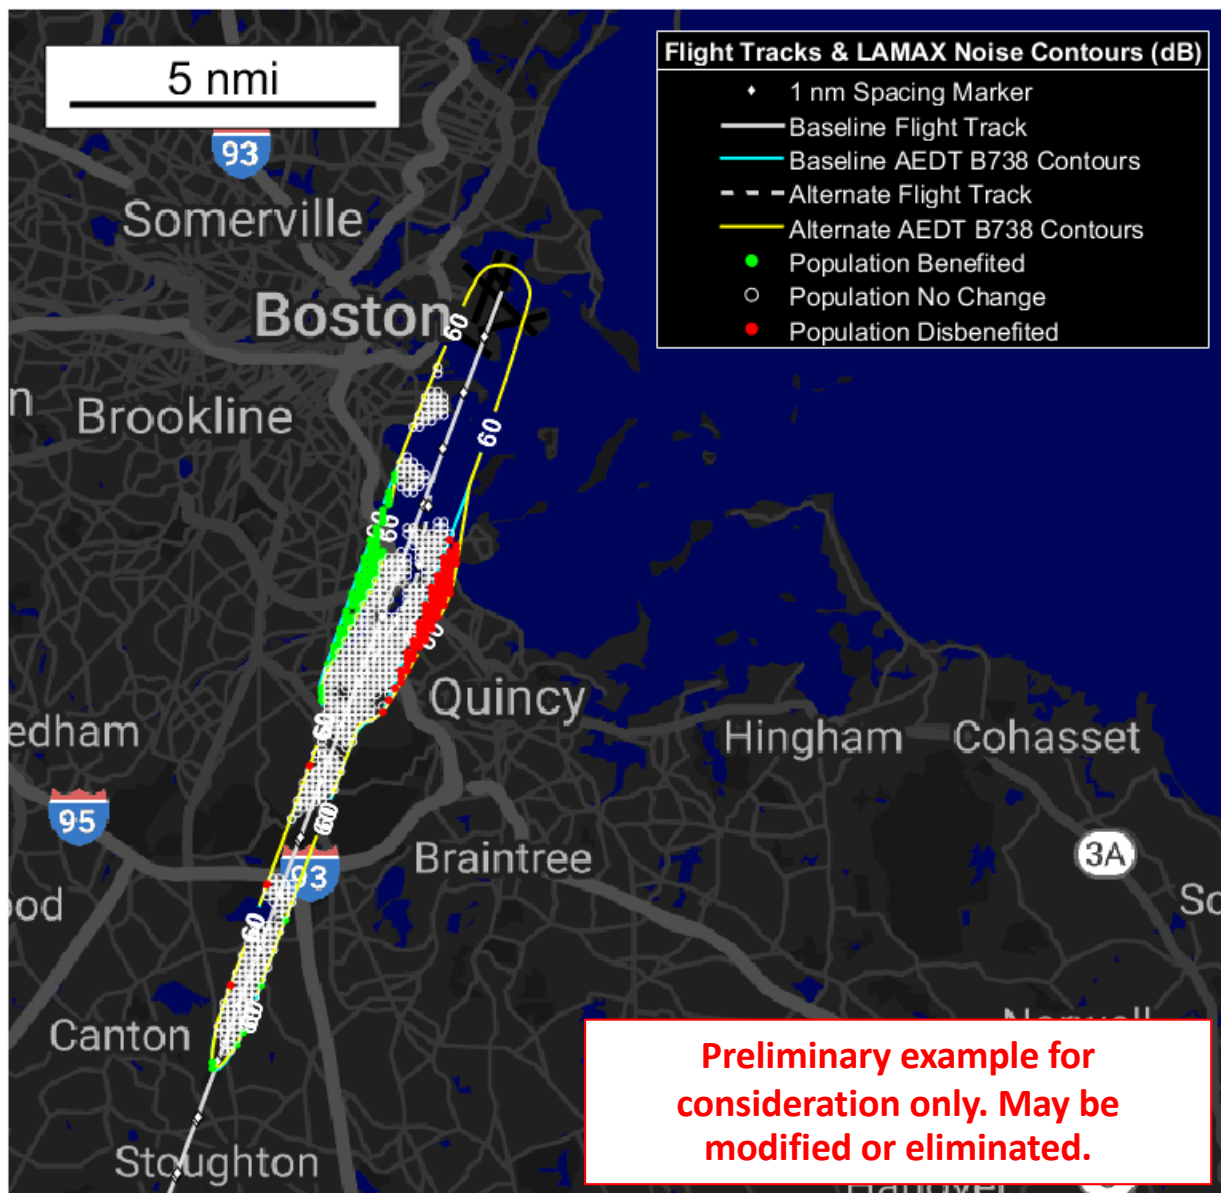 5 nmi
Flight Tracks & LAMAX Noise Contours (dB)
1 nm Spacing Marker
Baseline Flight Track
Baseline AEDT B738 Contours
Alternate Flight Track
Alternate AEDT B738 Contours
Population Benefited
Population No Change
Population Disbenefited
93
Somerville
Boston
60
Brookline
60
60
60
Quincy
60
edham
Hingham
Cohasset
95
60
Braintree
3A
93
60
Canton
Stoughton
Preliminary example for
consideration only. May be
modified or eliminated.